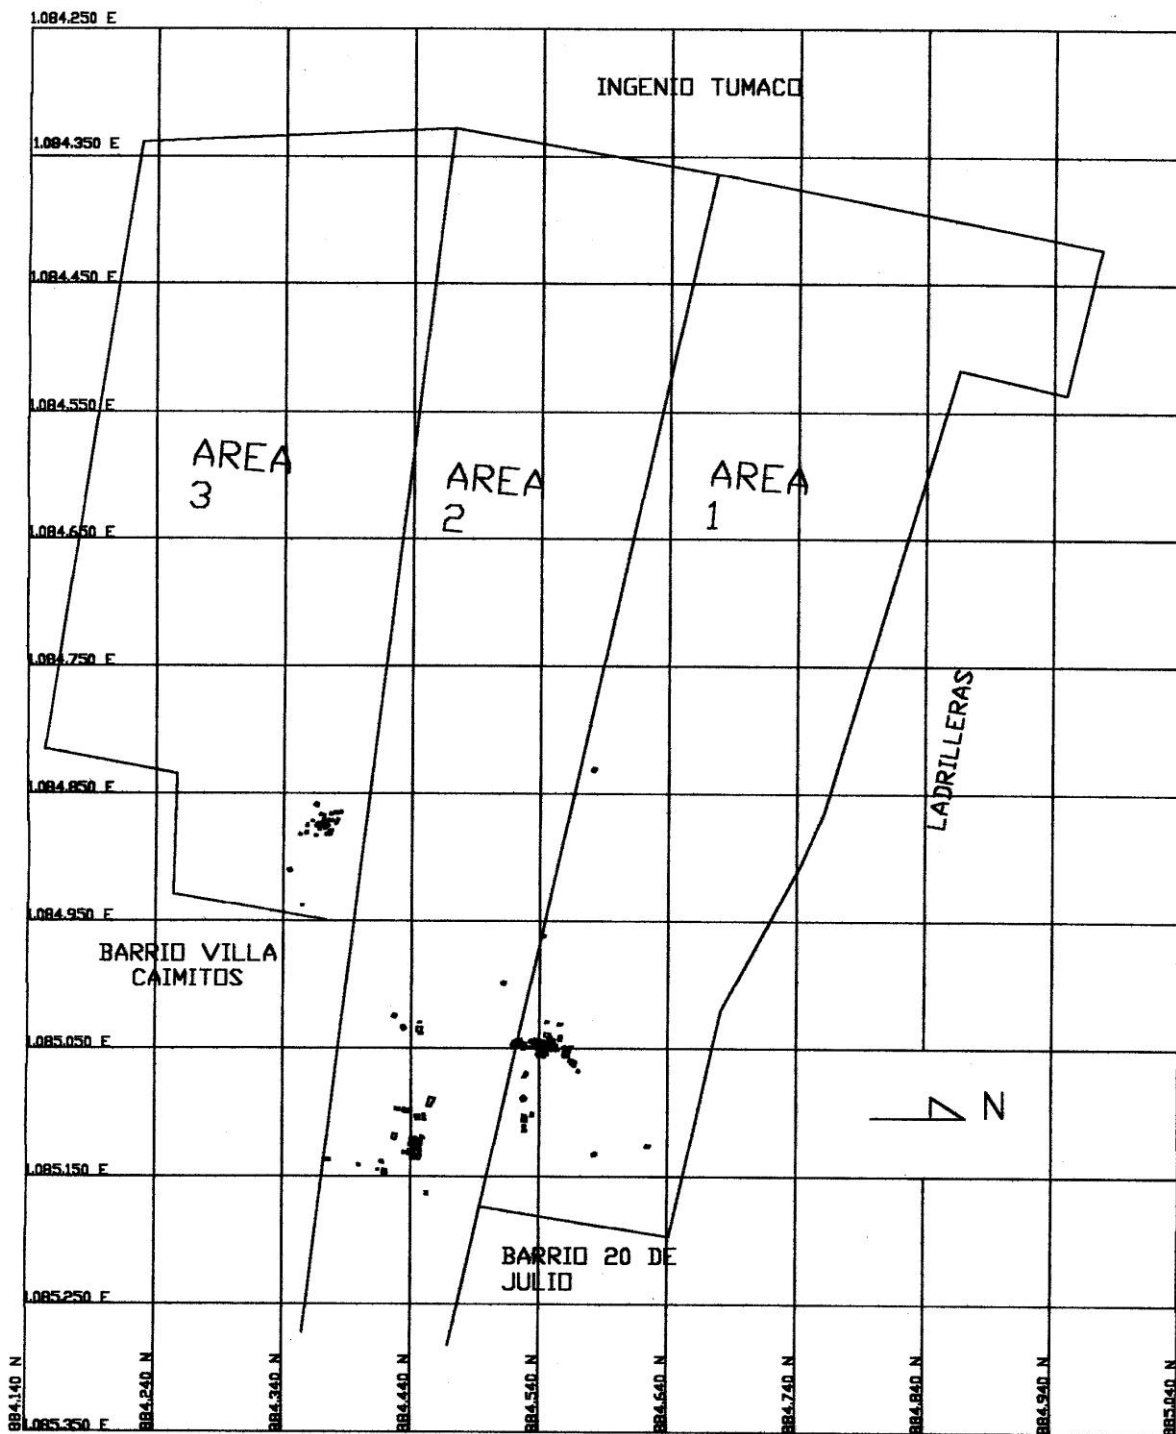 1.084.250 E
INGENIO TUMACO
1.084.350 E
1.084.450 E
1.084.550 E
AREA
3
AREA
2
AREA
1
1.084.650 E
1.084.750 E
LADRILLERAS
1.084.850 E
1.084.950 E
BARRIO VILLA
CAIMITOS
1.085.050 E
N
1.085.150 E
BARRIO 20 DE
JULIO
1.085.250 E
1.085.350 E
884.140 N
884.240 N
884.340 N
884.440 N
884.540 N
884.640 N
884.740 N
884.840 N
884.940 N
885.040 N